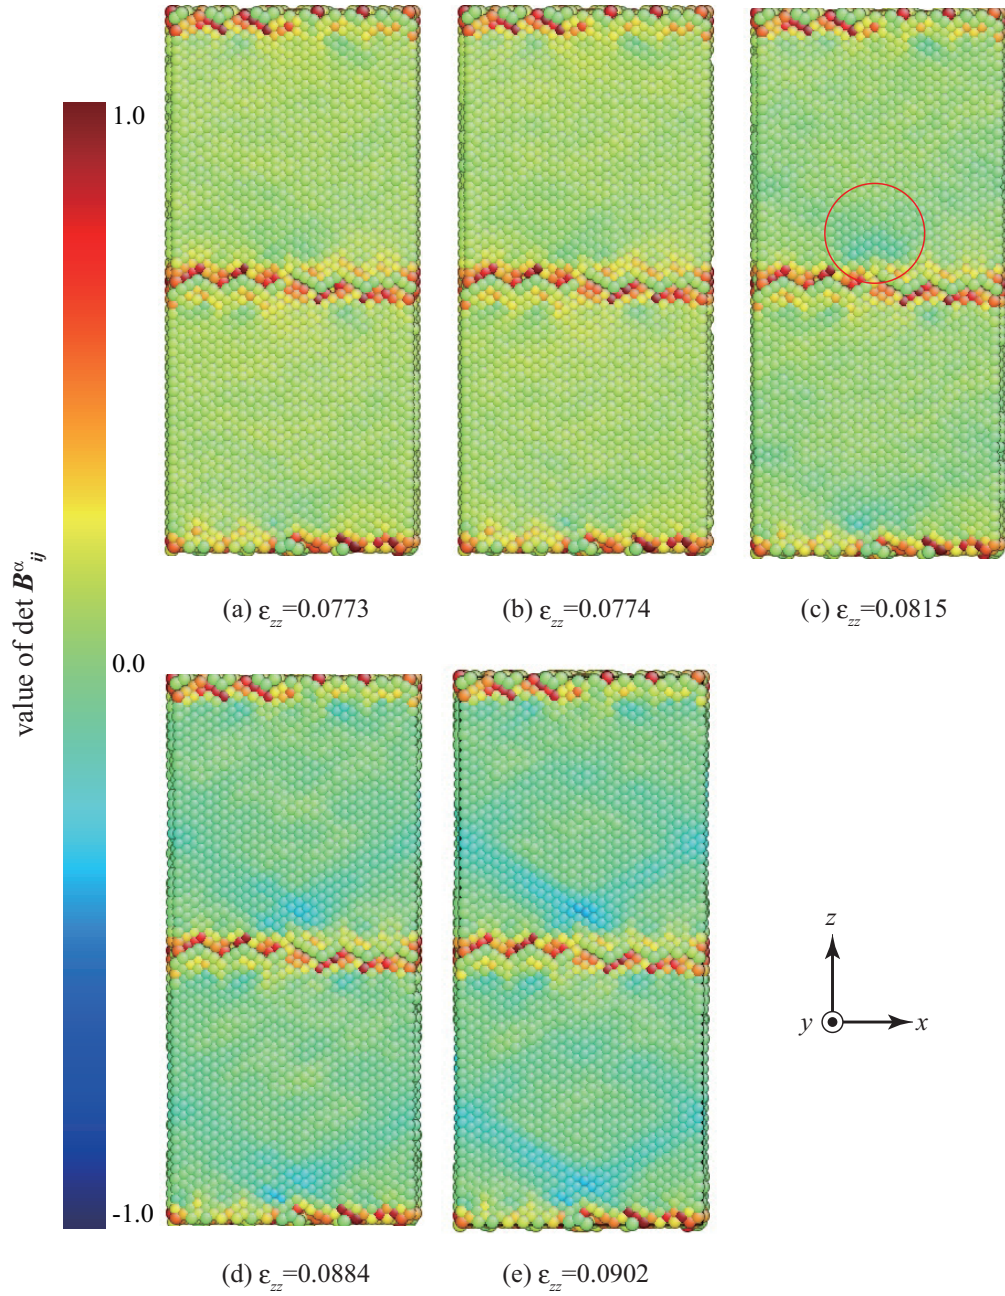 1.0
0.0
-1.0
value of det B^α_ij
(a) ε_zz=0.0773
(b) ε_zz=0.0774
(c) ε_zz=0.0815
(d) ε_zz=0.0884
(e) ε_zz=0.0902
z
y
x